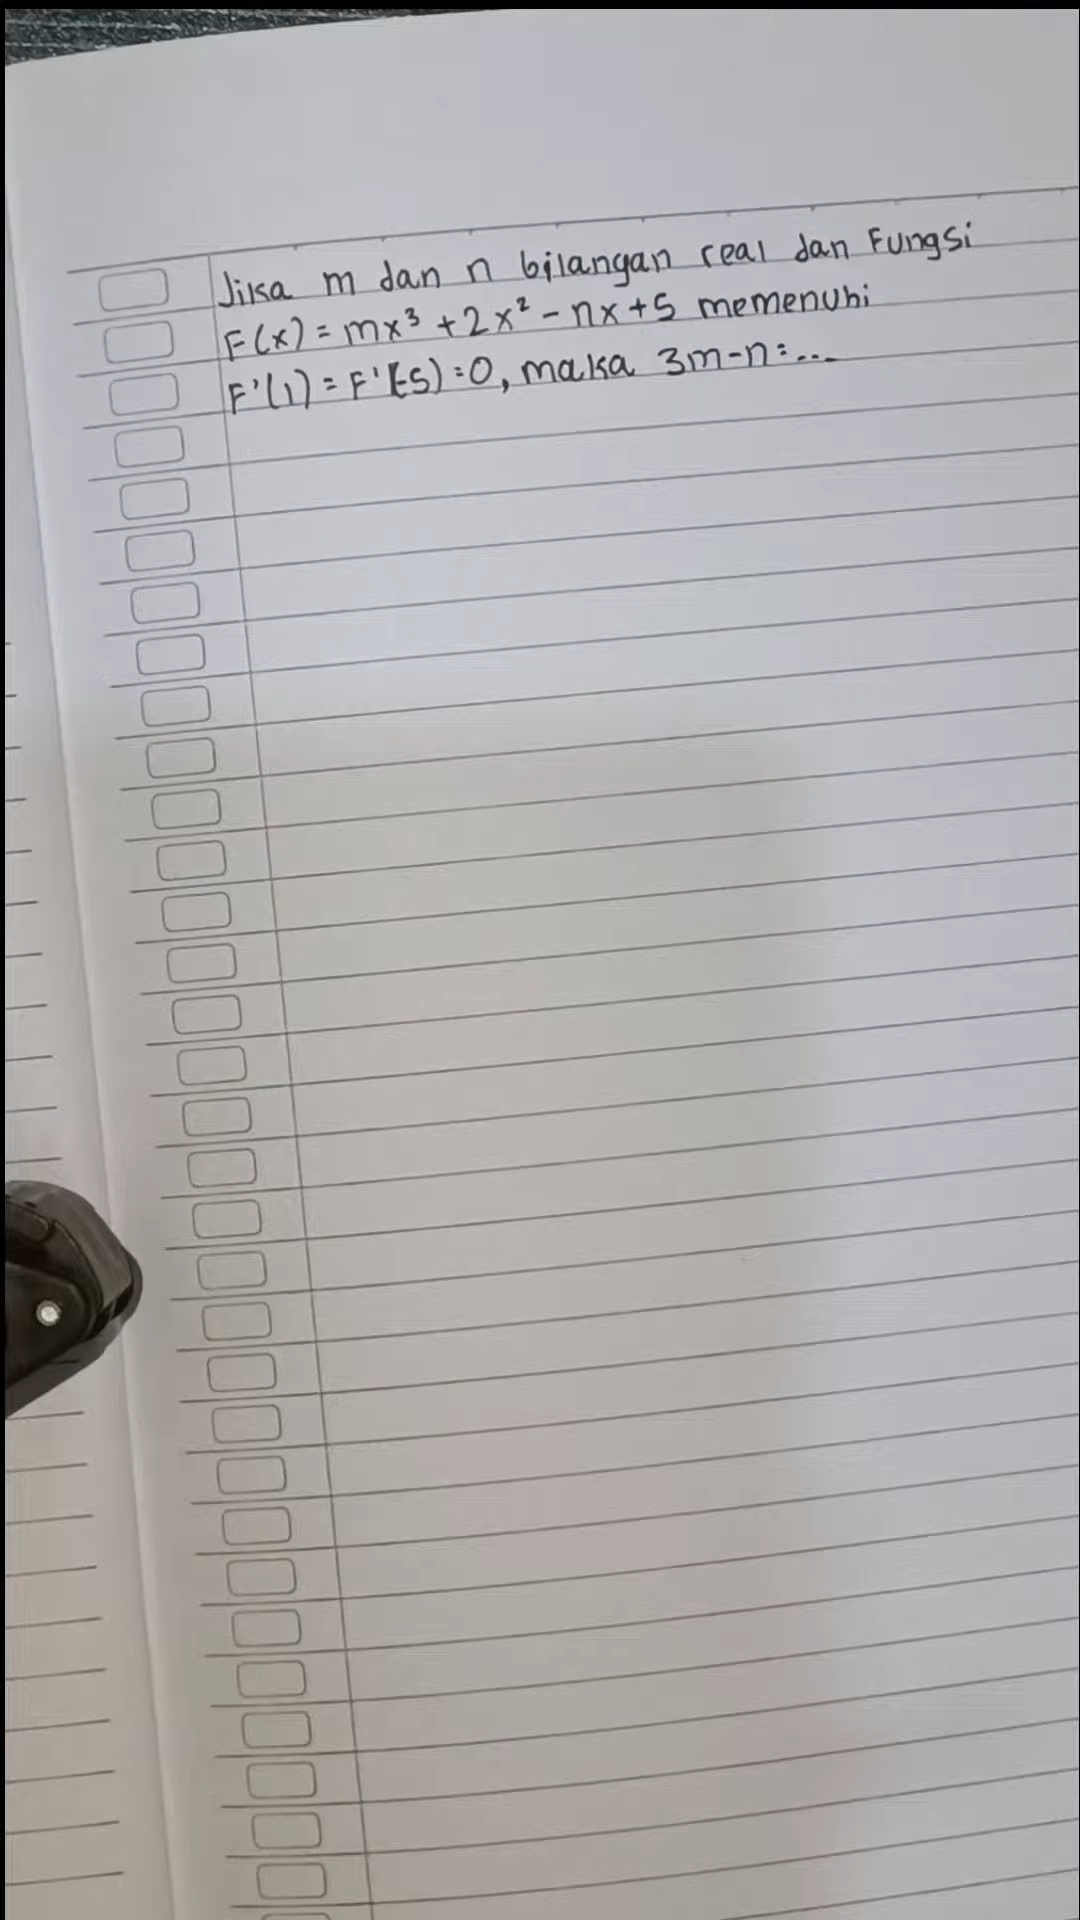 Jika m dan n bilangan real dan Fungsi
F(x) = mx³ + 2x² - nx + 5 memenuhi
F'(1) = F'(-5) = 0, maka 3m-n = ...